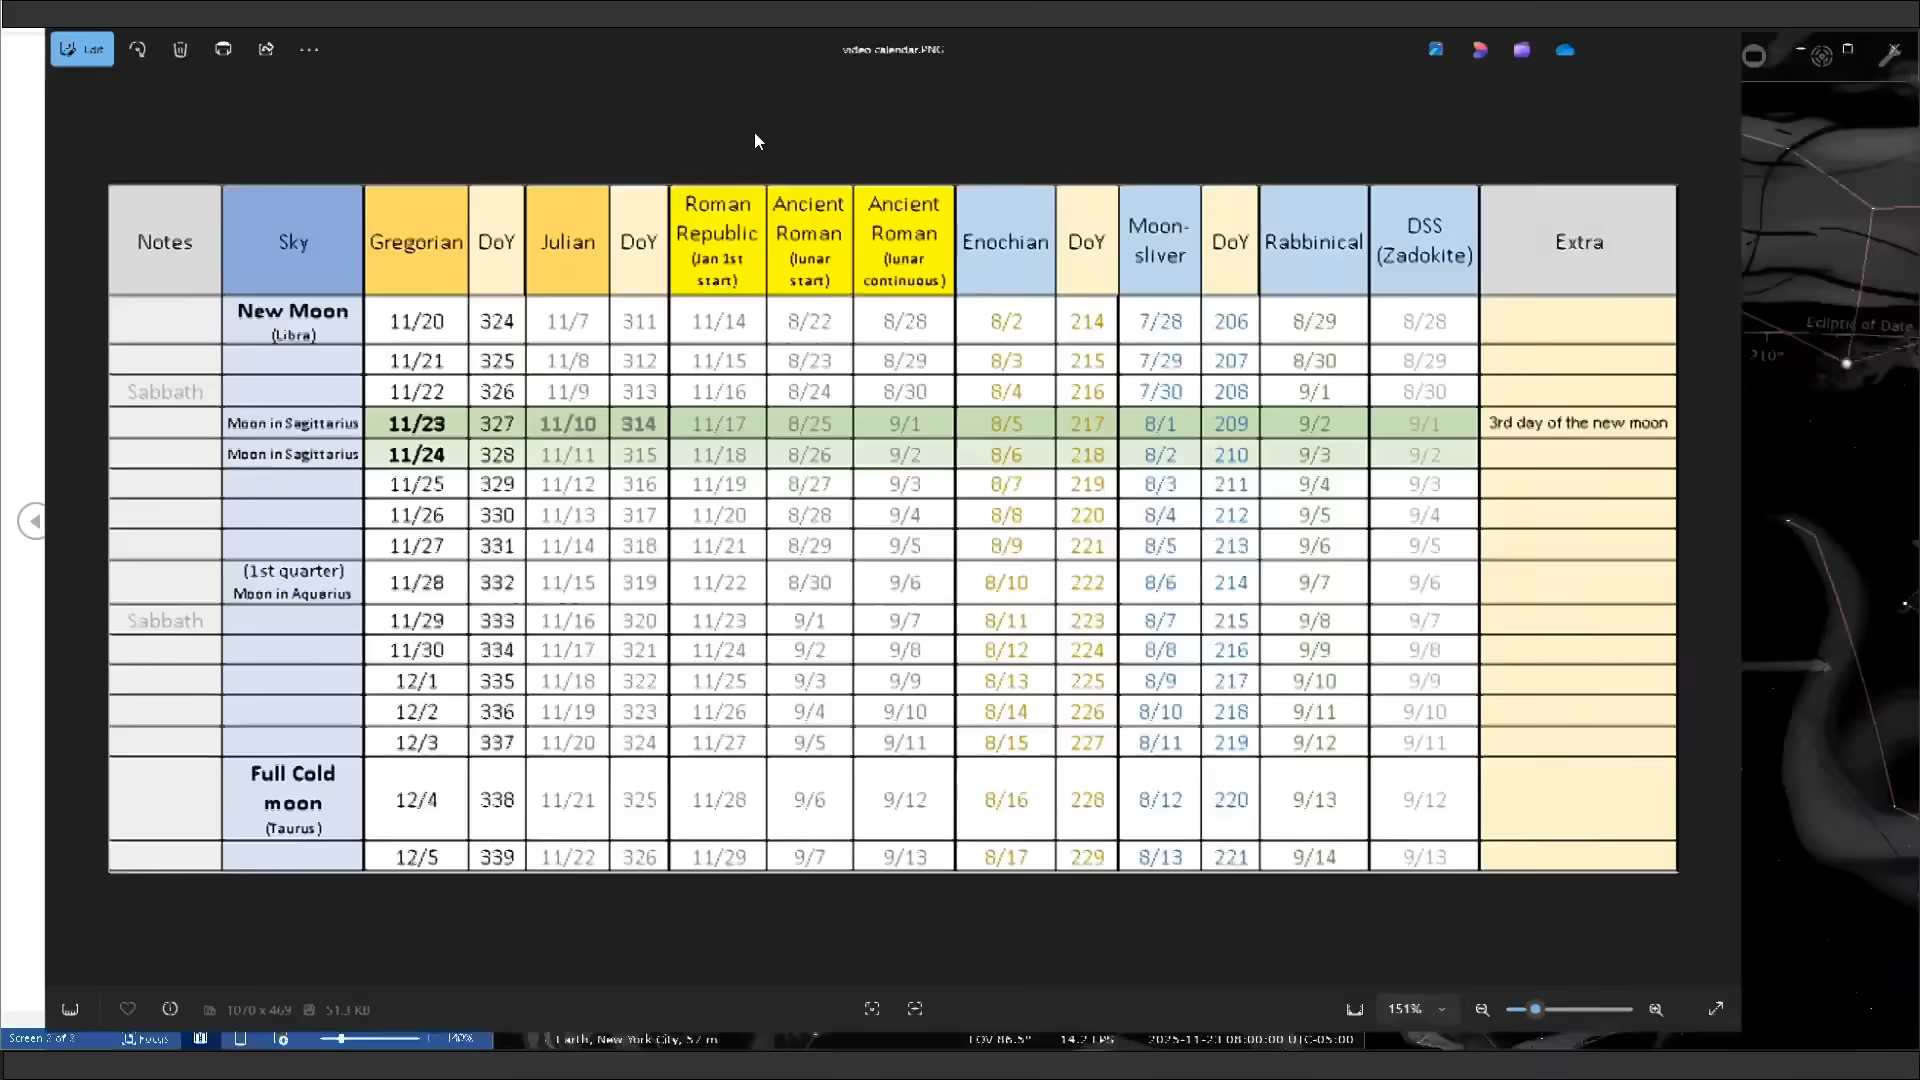 Edit
video calendar.PNG
Notes Sky Gregorian DoY Julian DoY Roman Republic (Jan 1st start) Ancient Roman (lunar start) Ancient Roman (lunar continuous) Enochian DoY Moon-sliver DoY Rabbinical DSS (Zadokite) Extra
New Moon (Libra) 11/20 324 11/7 311 11/14 8/22 8/28 8/2 214 7/28 206 8/29 8/28
11/21 325 11/8 312 11/15 8/23 8/29 8/3 215 7/29 207 8/30 8/29
Sabbath 11/22 326 11/9 313 11/16 8/24 8/30 8/4 216 7/30 208 9/1 8/30
Moon in Sagittarius 11/23 327 11/10 314 11/17 8/25 9/1 8/5 217 8/1 209 9/2 9/1 3rd day of the new moon
Moon in Sagittarius 11/24 328 11/11 315 11/18 8/26 9/2 8/6 218 8/2 210 9/3 9/2
11/25 329 11/12 316 11/19 8/27 9/3 8/7 219 8/3 211 9/4 9/3
11/26 330 11/13 317 11/20 8/28 9/4 8/8 220 8/4 212 9/5 9/4
11/27 331 11/14 318 11/21 8/29 9/5 8/9 221 8/5 213 9/6 9/5
(1st quarter) Moon in Aquarius 11/28 332 11/15 319 11/22 8/30 9/6 8/10 222 8/6 214 9/7 9/6
Sabbath 11/29 333 11/16 320 11/23 9/1 9/7 8/11 223 8/7 215 9/8 9/7
11/30 334 11/17 321 11/24 9/2 9/8 8/12 224 8/8 216 9/9 9/8
12/1 335 11/18 322 11/25 9/3 9/9 8/13 225 8/9 217 9/10 9/9
12/2 336 11/19 323 11/26 9/4 9/10 8/14 226 8/10 218 9/11 9/10
12/3 337 11/20 324 11/27 9/5 9/11 8/15 227 8/11 219 9/12 9/11
Full Cold moon (Taurus) 12/4 338 11/21 325 11/28 9/6 9/12 8/16 228 8/12 220 9/13 9/12
12/5 339 11/22 326 11/29 9/7 9/13 8/17 229 8/13 221 9/14 9/13
Ecliptic of Date
210°
1070 x 469 51.3 KB 151%
Screen 2 of 3 Focus 140% Earth, New York City, 57 m FOV 86.5° 14.2 FPS 2025-11-23 08:00:00 UTC-05:00